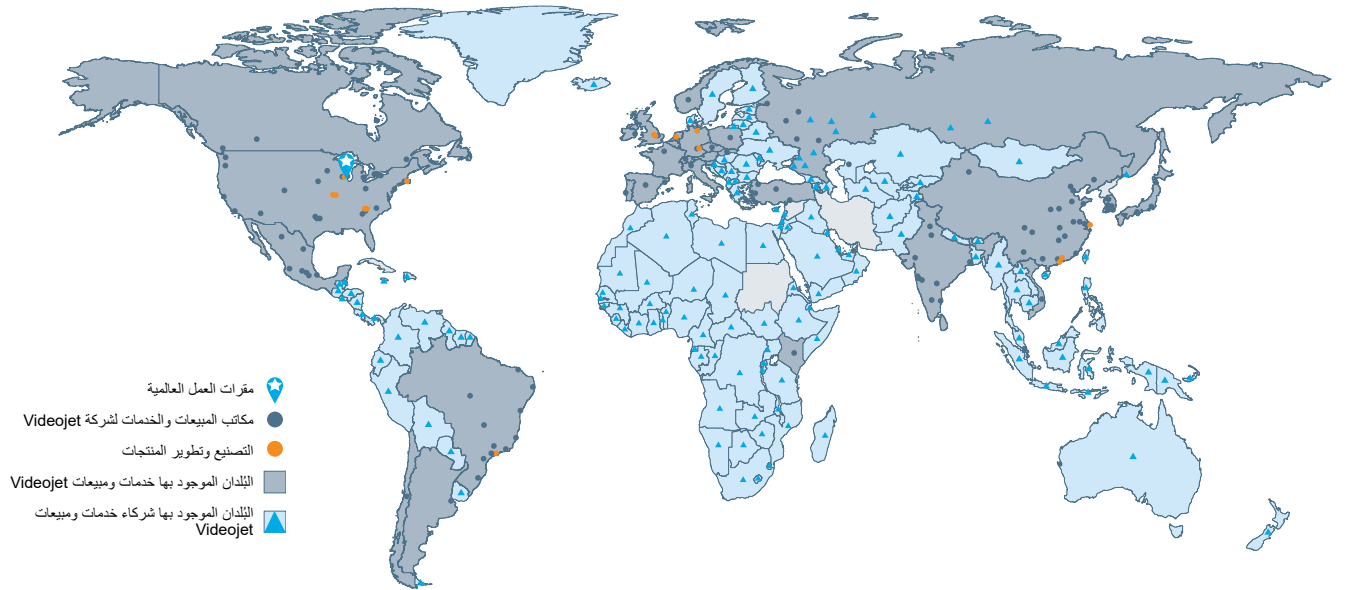 مقرات العمل العالمية
مكاتب المبيعات والخدمات لشركة Videojet
التصنيع وتطوير المنتجات
البُلدان الموجود بها خدمات ومبيعات Videojet
البُلدان الموجود بها شركاء خدمات ومبيعات
Videojet